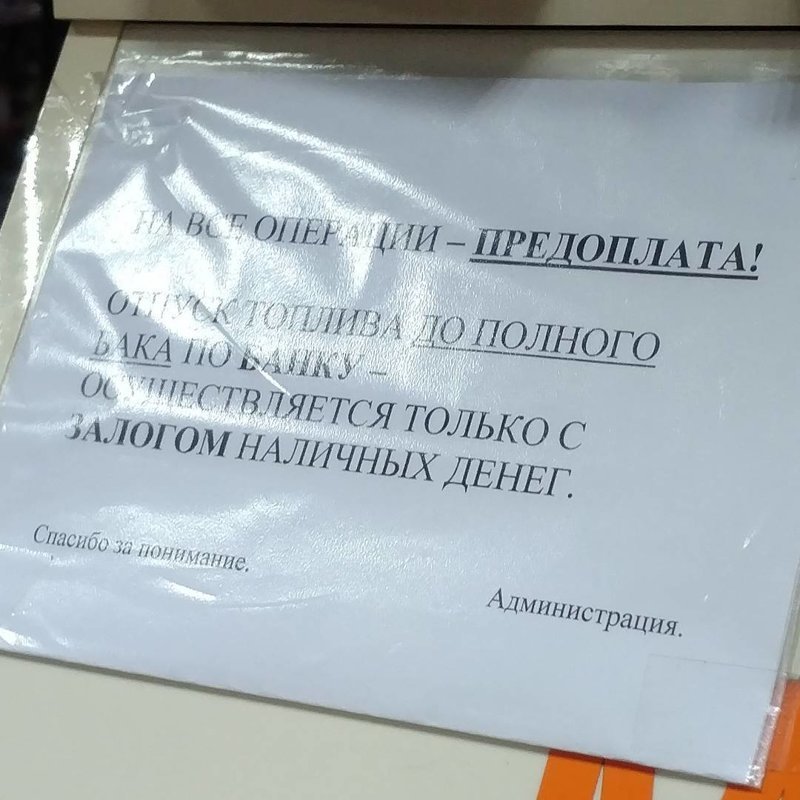 НА ВСЕ ОПЕРАЦИИ – ПРЕДОПЛАТА!
ОТПУСК ТОПЛИВА ДО ПОЛНОГО
БАКА ПО БАНКУ –
ОСУЩЕСТВЛЯЕТСЯ ТОЛЬКО С
ЗАЛОГОМ НАЛИЧНЫХ ДЕНЕГ.
Спасибо за понимание.
Администрация.